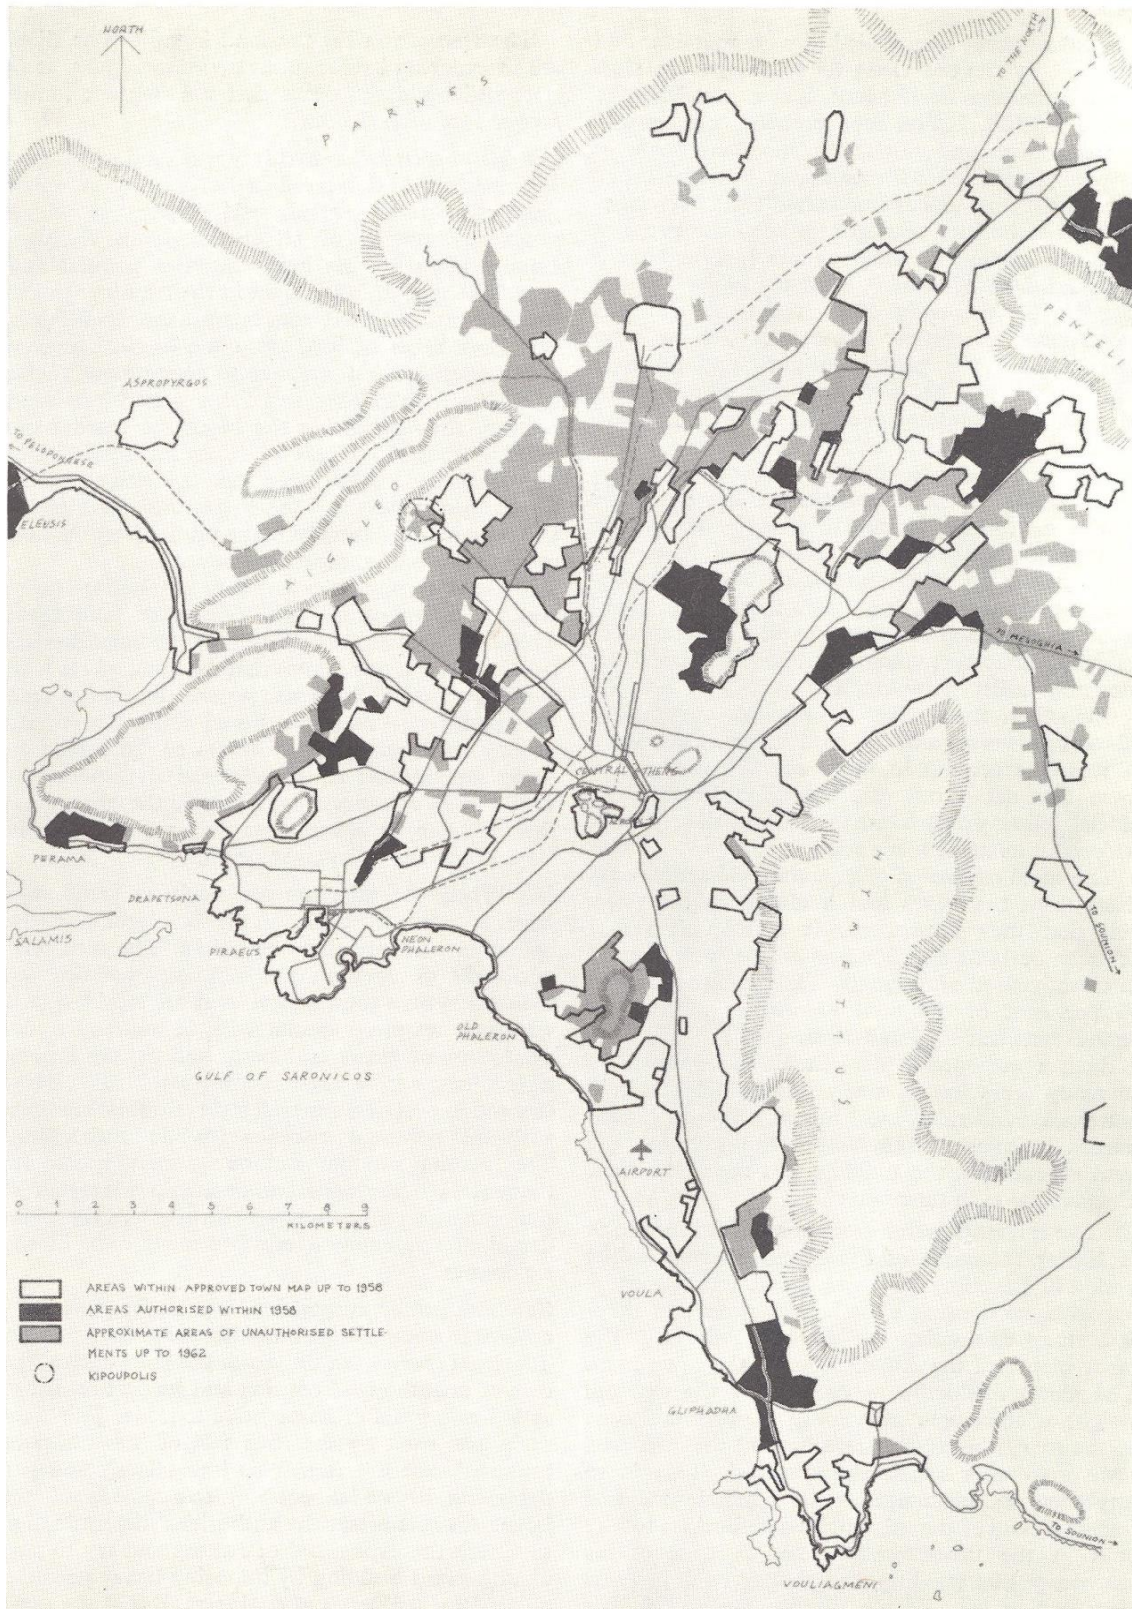 NORTH
TO THE NORTH
PARNES
PENTELI
ASPROPYRGOS
TO PELOPONESE
ELEUSIS
AIGALEO
TO MESOGHIA
CENTRAL ATHENS
PERAMA
DRAPETSONA
SALAMIS
PIRAEUS
NEON
PHALERON
HYMETTUS
TO SOUNION
OLD
PHALERON
GULF OF SARONICOS
AIRPORT
0 1 2 3 4 5 6 7 8 9
KILOMETERS
AREAS WITHIN APPROVED TOWN MAP UP TO 1958
AREAS AUTHORISED WITHIN 1958
APPROXIMATE AREAS OF UNAUTHORISED SETTLE-
MENTS UP TO 1962
KIPOUPOLIS
VOULA
GLIPHADHA
TO SOUNION
VOULIAGMENI